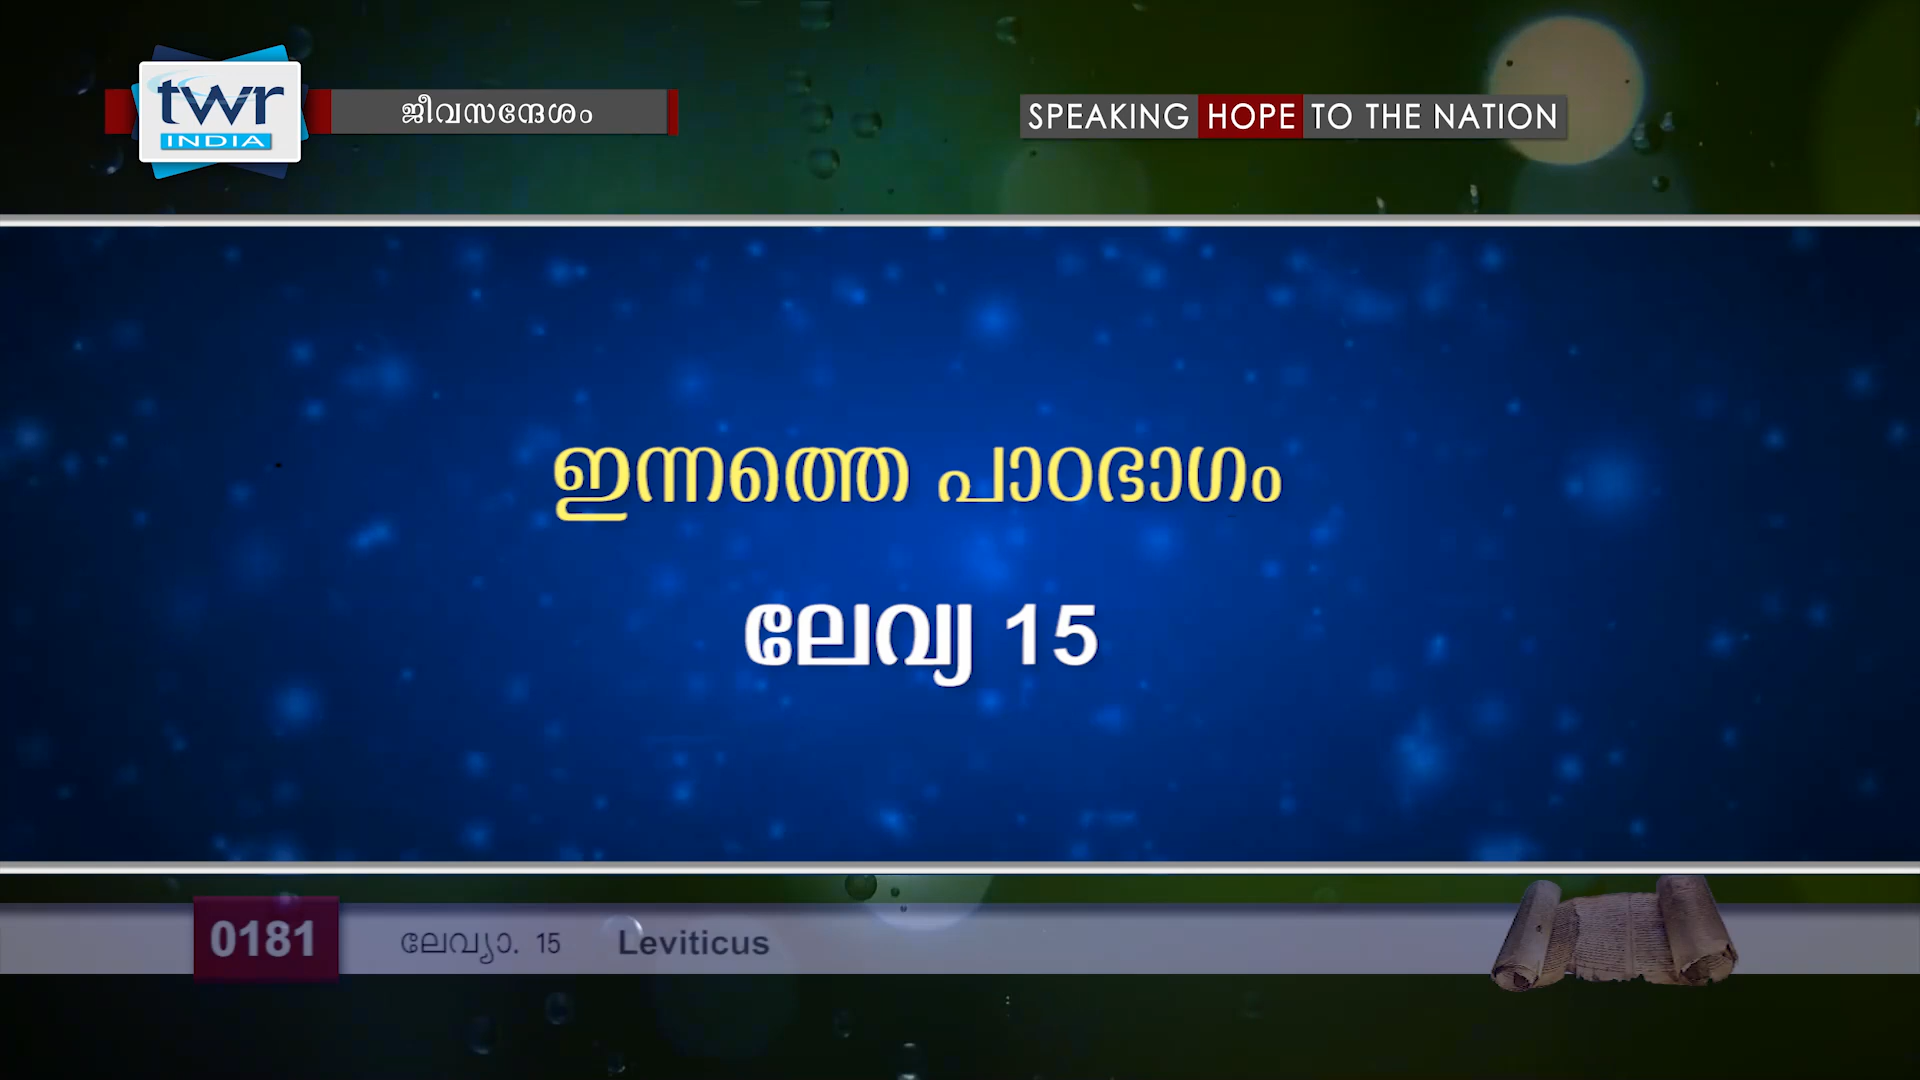 twr
INDIA
ജീവസന്ദേശം
SPEAKING HOPE TO THE NATION
ഇന്നത്തെ പാഠഭാഗം
ലേവ്യ 15
0181 ലേവ്യാ. 15 Leviticus